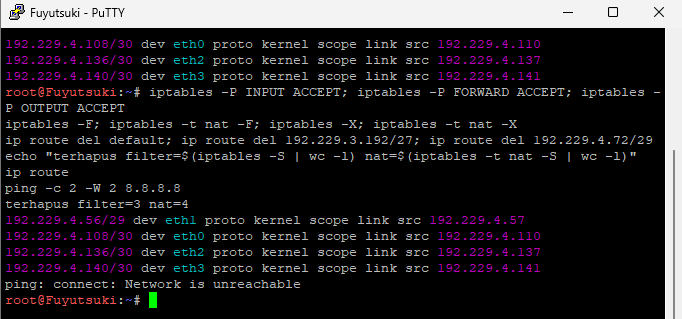 Fuyutsuki - PuTTY
192.229.4.108/30 dev eth0 proto kernel scope link src 192.229.4.110
192.229.4.136/30 dev eth2 proto kernel scope link src 192.229.4.137
192.229.4.140/30 dev eth3 proto kernel scope link src 192.229.4.141
root@Fuyutsuki:~# iptables -P INPUT ACCEPT; iptables -P FORWARD ACCEPT; iptables -
P OUTPUT ACCEPT
iptables -F; iptables -t nat -F; iptables -X; iptables -t nat -X
ip route del default; ip route del 192.229.3.192/27; ip route del 192.229.4.72/29
echo "terhapus filter=$(iptables -S | wc -l) nat=$(iptables -t nat -S | wc -l)"
ip route
ping -c 2 -W 2 8.8.8.8
terhapus filter=3 nat=4
192.229.4.56/29 dev eth1 proto kernel scope link src 192.229.4.57
192.229.4.108/30 dev eth0 proto kernel scope link src 192.229.4.110
192.229.4.136/30 dev eth2 proto kernel scope link src 192.229.4.137
192.229.4.140/30 dev eth3 proto kernel scope link src 192.229.4.141
ping: connect: Network is unreachable
root@Fuyutsuki:~#